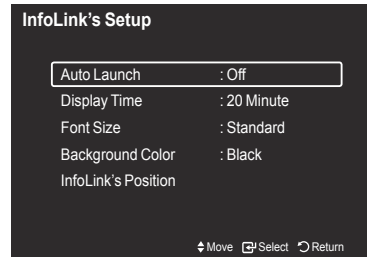 InfoLink's Setup
Auto Launch : Off
Display Time : 20 Minute
Font Size : Standard
Background Color : Black
InfoLink's Position
Move Select Return